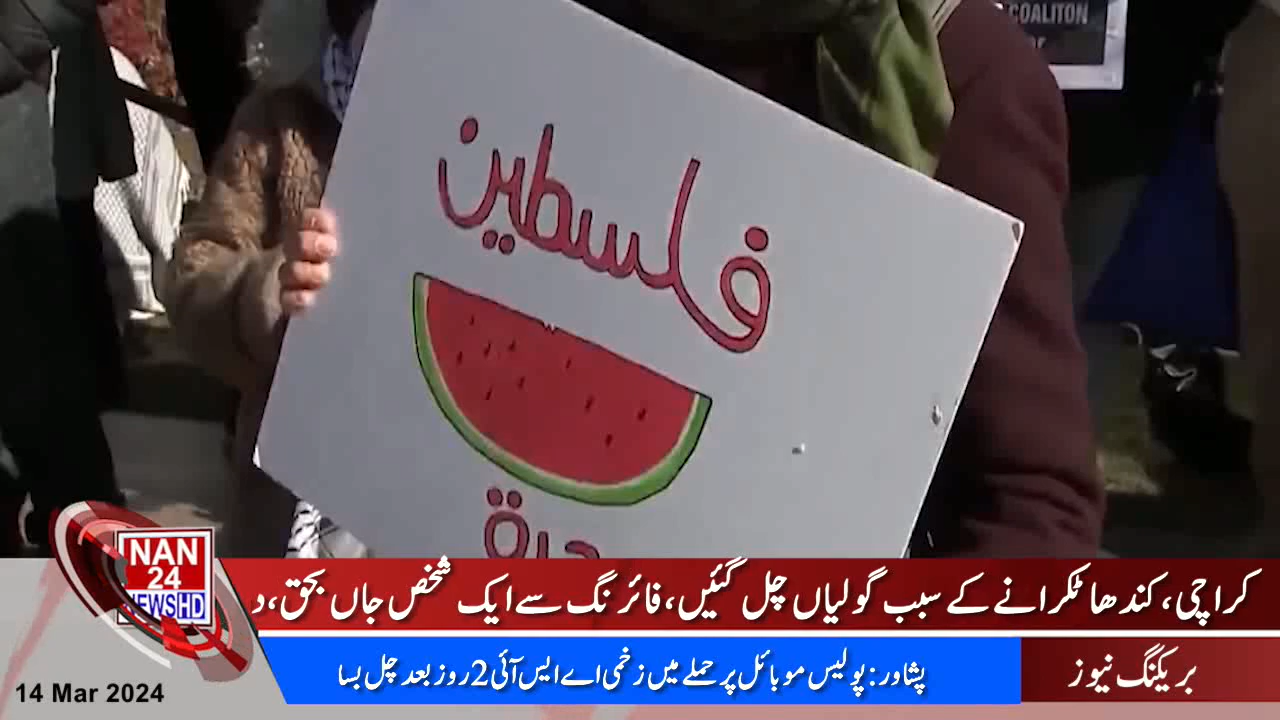 COALITON
فلسطين
حرة
NAN
24
NEWSHD
کراچی، کندھا ٹکرانے کے سبب گولیاں چل گئیں، فائرنگ سے ایک شخص جاں بحق، د
پشاور: پولیس موبائل پر حملے میں زخمی اے ایس آئی 2 روز بعد چل بسا
بریکنگ نیوز
14 Mar 2024